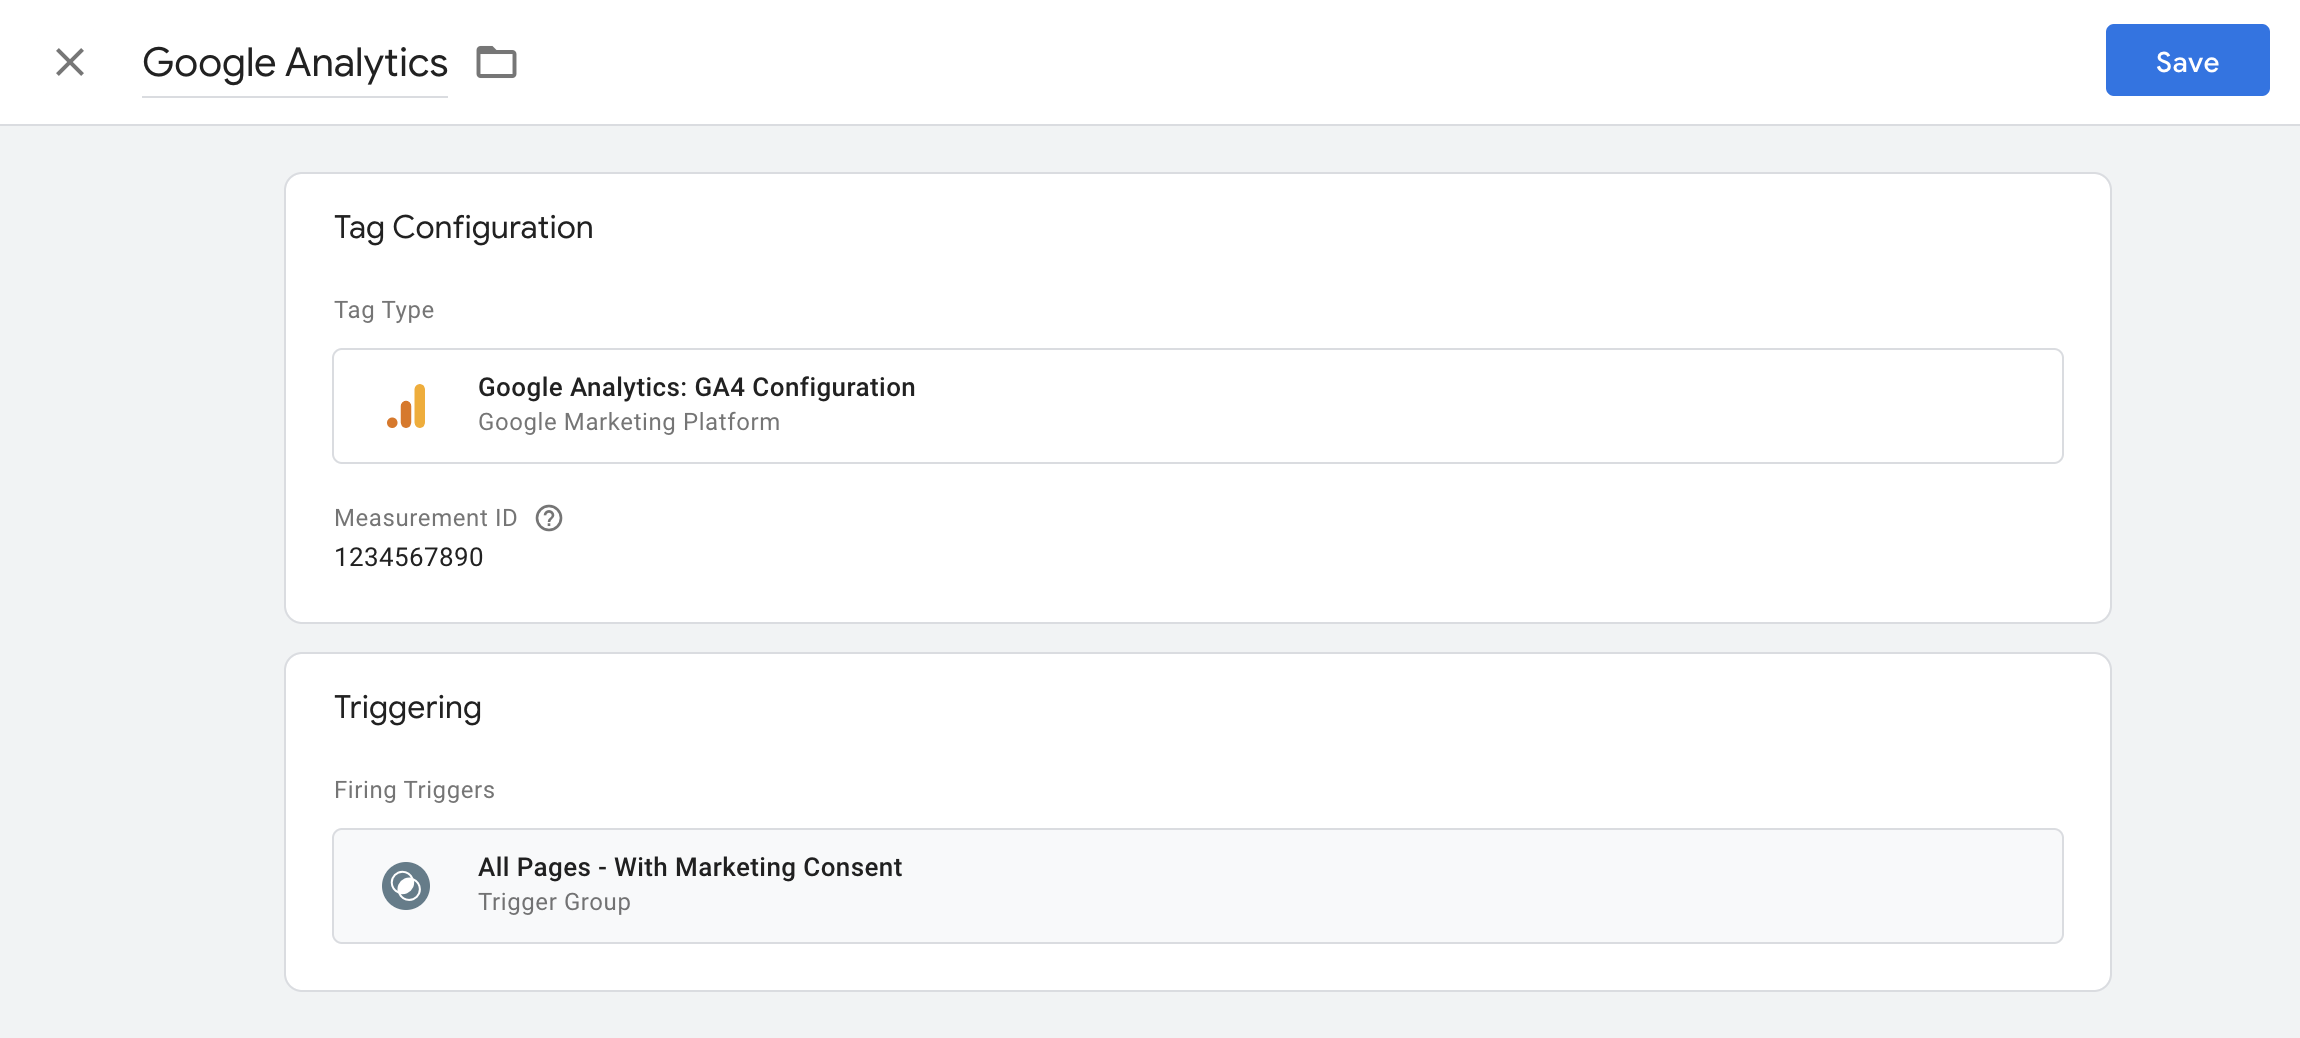 Google Analytics
Save
Tag Configuration
Tag Type
Google Analytics: GA4 Configuration
Google Marketing Platform
Measurement ID
1234567890
Triggering
Firing Triggers
All Pages - With Marketing Consent
Trigger Group